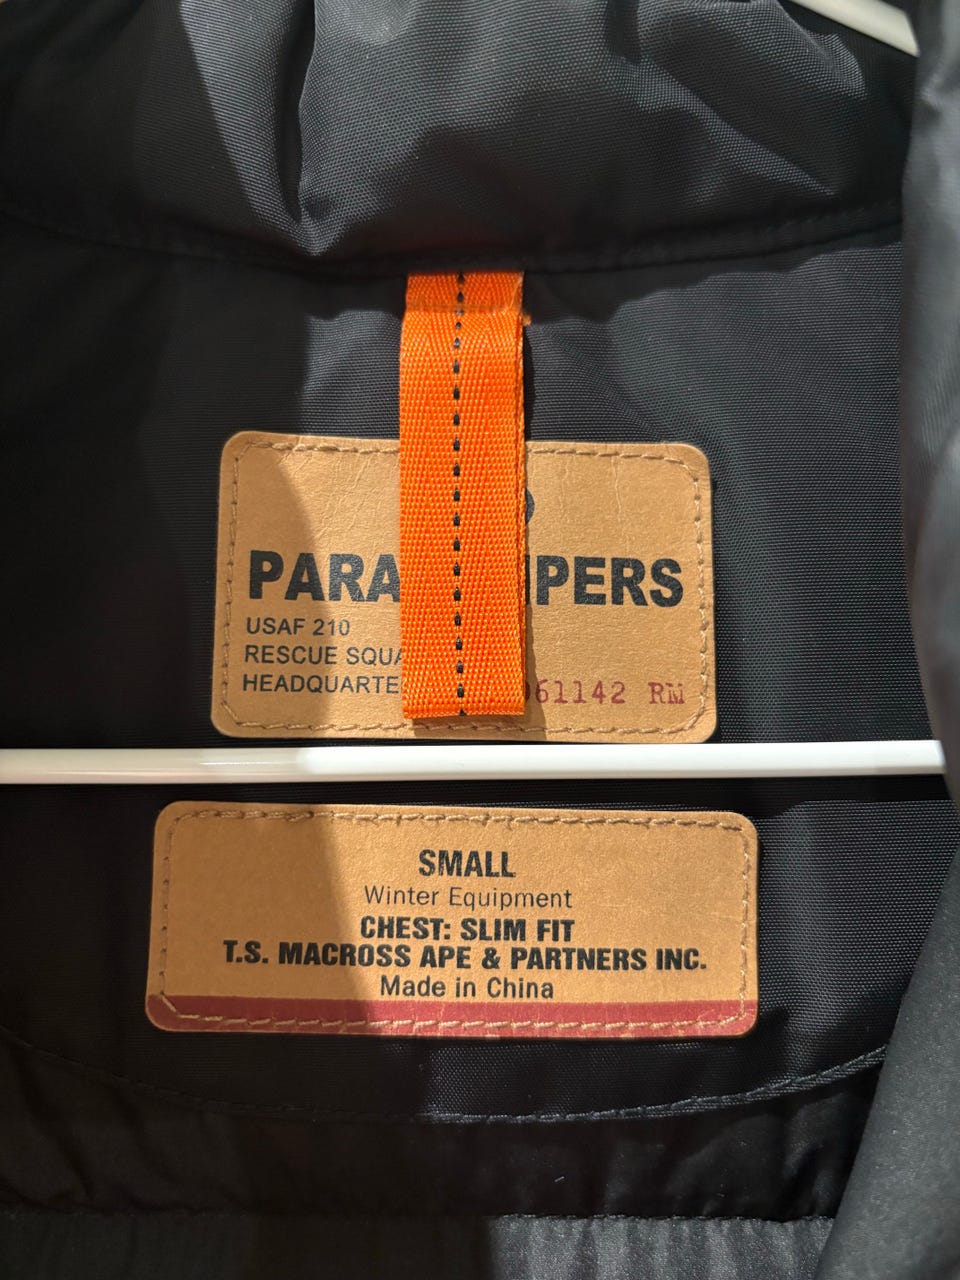 PARA PERS
USAF 210
RESCUE SQUA
HEADQUARTE 61142 RM
SMALL
Winter Equipment
CHEST: SLIM FIT
T.S. MACROSS APE & PARTNERS INC.
Made in China